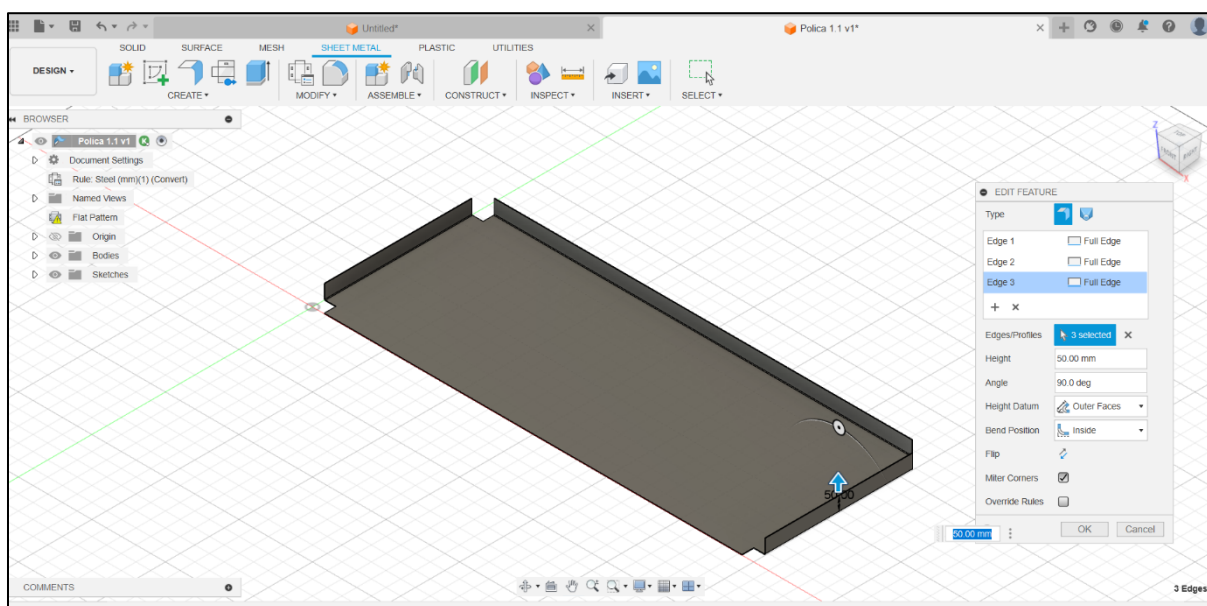 Untitled*
Polica 1.1 v1*
SOLID SURFACE MESH SHEET METAL PLASTIC UTILITIES
DESIGN
CREATE MODIFY ASSEMBLE CONSTRUCT INSPECT INSERT SELECT
BROWSER
Polica 1.1 v1
Document Settings
Rule: Steel (mm)(1) (Convert)
Named Views
Flat Pattern
Origin
Bodies
Sketches
Z
TOP
FRONT RIGHT
X
EDIT FEATURE
Type
Edge 1 Full Edge
Edge 2 Full Edge
Edge 3 Full Edge
Edges/Profiles 3 selected
Height 50.00 mm
Angle 90.0 deg
Height Datum Outer Faces
Bend Position Inside
Flip
Miter Corners
Override Rules
OK Cancel
50.00
50.00 mm
COMMENTS
3 Edges